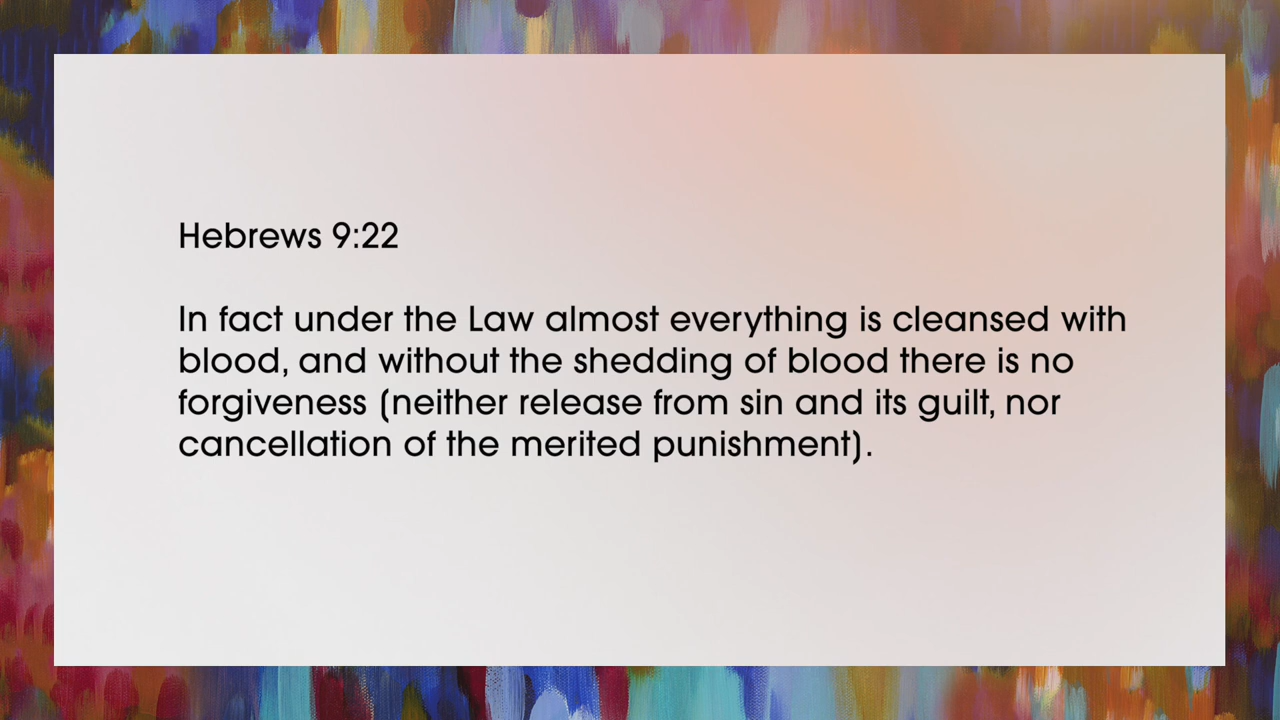 Hebrews 9:22
In fact under the Law almost everything is cleansed with
blood, and without the shedding of blood there is no
forgiveness (neither release from sin and its guilt, nor
cancellation of the merited punishment).